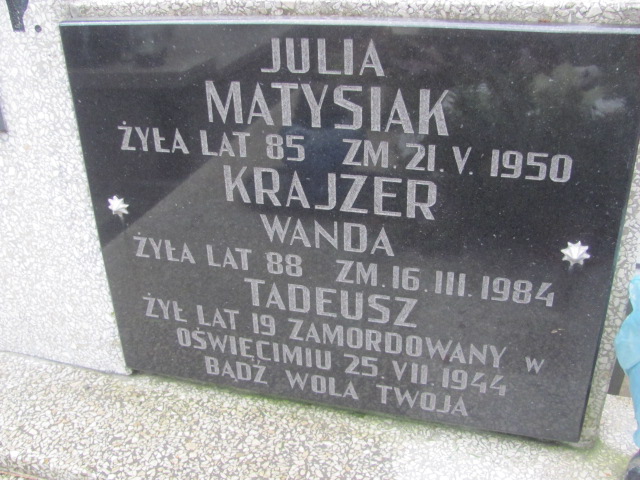 JULIA
MATYSIAK
ŻYŁA LAT 85 ZM. 21. V. 1950
KRAJZER
WANDA
ŻYŁA LAT 88 ZM. 16. III. 1984
TADEUSZ
ŻYŁ LAT 19 ZAMORDOWANY W
OŚWIĘCIMIU 25. VII. 1944
BĄDŹ WOLA TWOJA